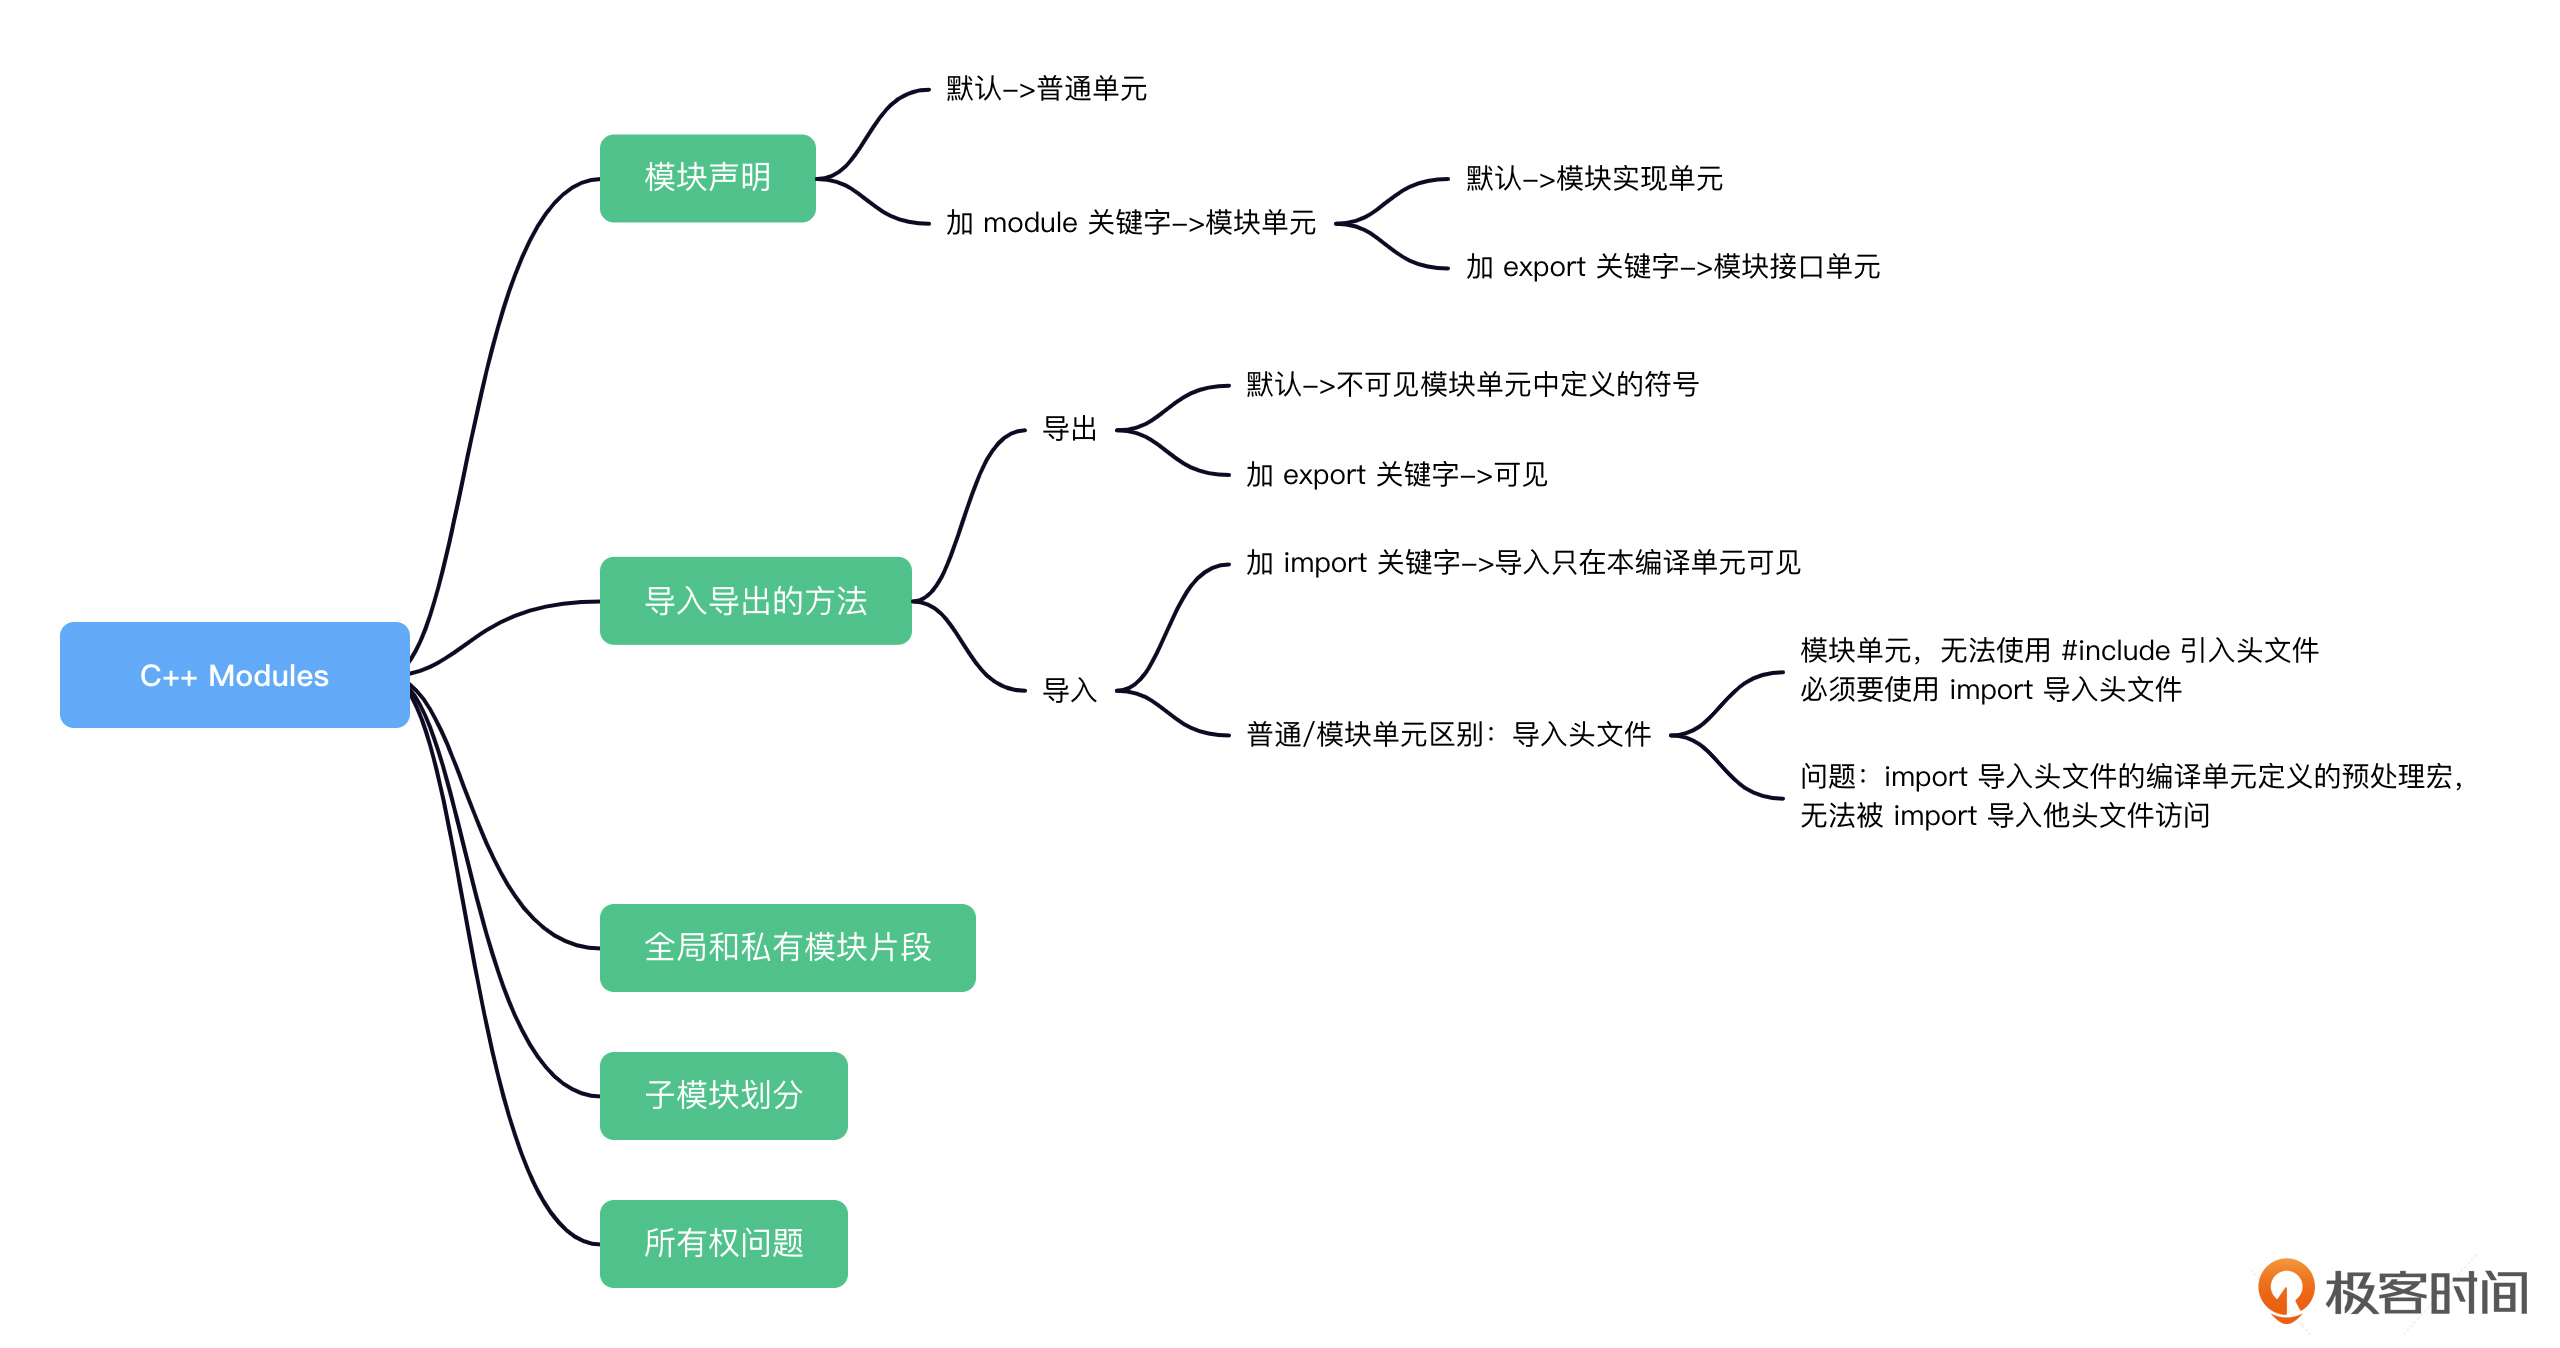 默认->普通单元
模块声明
加 module 关键字->模块单元
默认->模块实现单元
加 export 关键字->模块接口单元
导出
默认->不可见模块单元中定义的符号
加 export 关键字->可见
导入导出的方法
导入
加 import 关键字->导入只在本编译单元可见
普通/模块单元区别：导入头文件
模块单元，无法使用 #include 引入头文件
必须要使用 import 导入头文件
问题：import 导入头文件的编译单元定义的预处理宏，
无法被 import 导入他头文件访问
C++ Modules
全局和私有模块片段
子模块划分
所有权问题
极客时间